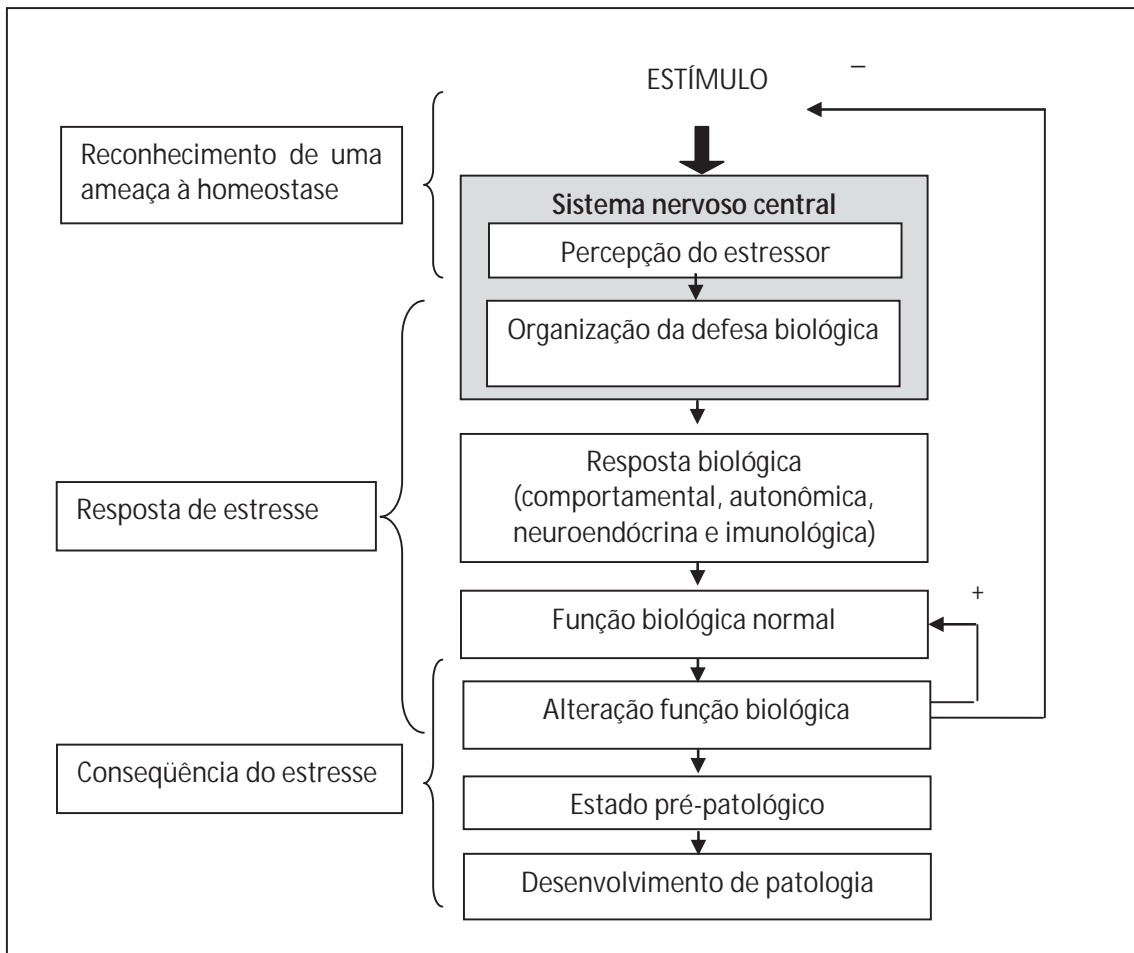 ESTÍMULO
–
Reconhecimento de uma
ameaça à homeostase
Sistema nervoso central
Percepção do estressor
Organização da defesa biológica
Resposta biológica
(comportamental, autonômica,
neuroendócrina e imunológica)
Resposta de estresse
+
Função biológica normal
Alteração função biológica
Conseqüência do estresse
Estado pré-patológico
Desenvolvimento de patologia